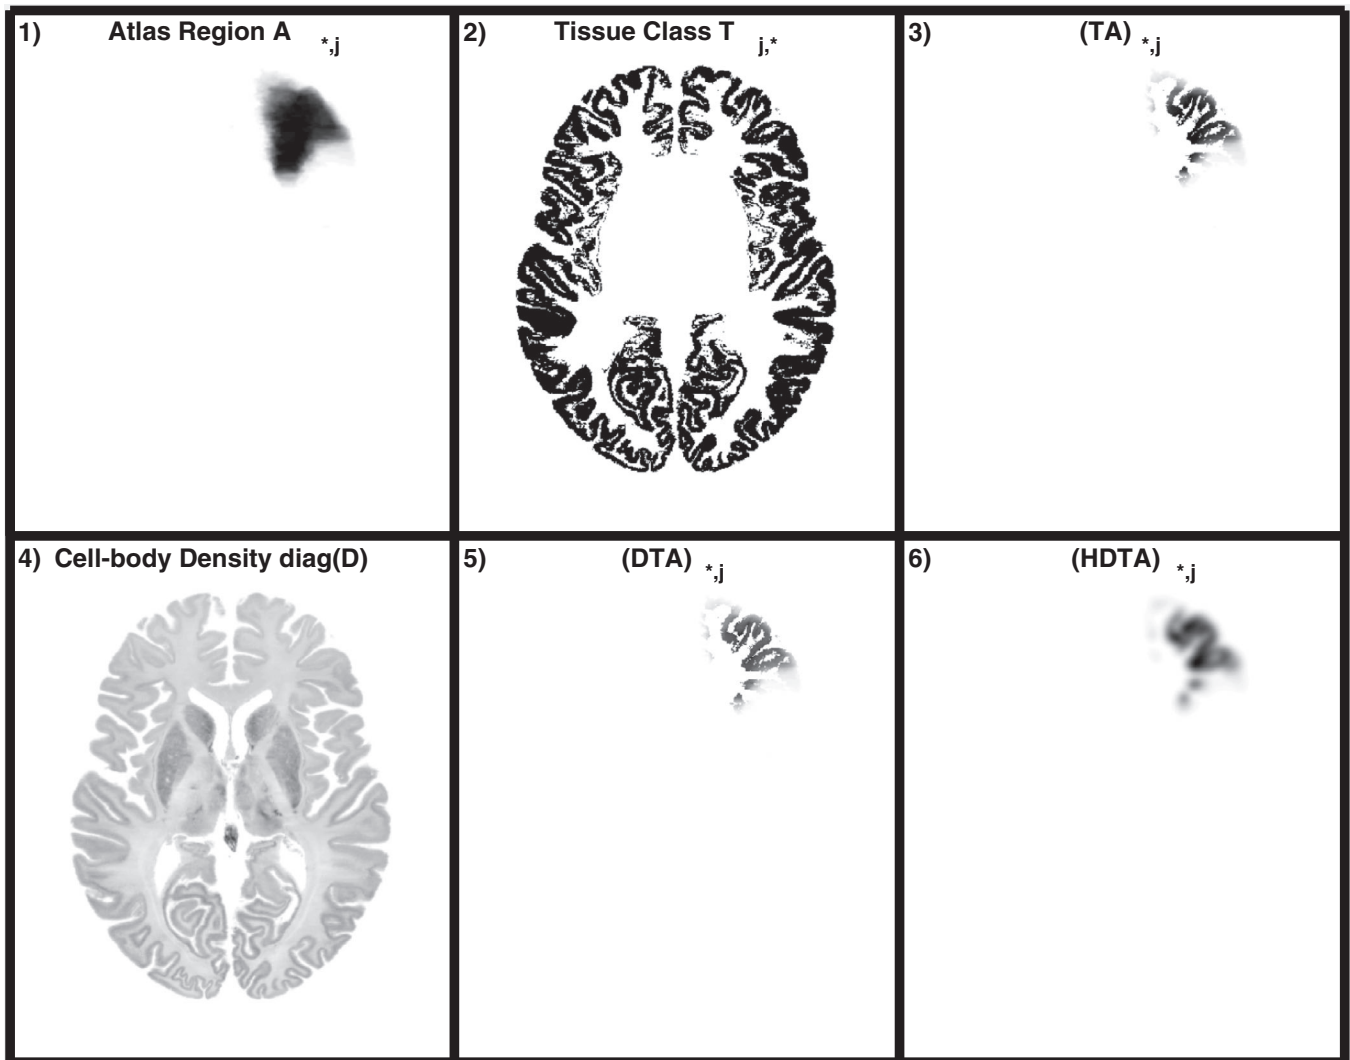 1) Atlas Region A *,j
2) Tissue Class T j,*
3) (TA) *,j
4) Cell-body Density diag(D)
5) (DTA) *,j
6) (HDTA) *,j